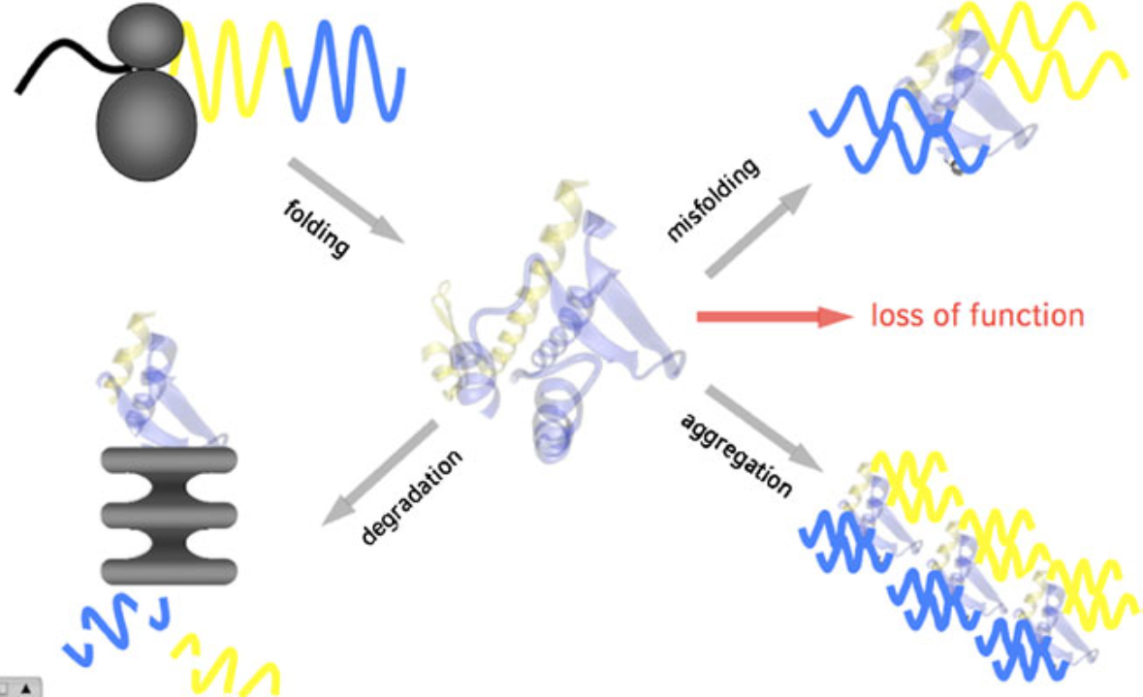 folding
misfolding
loss of function
aggregation
degradation